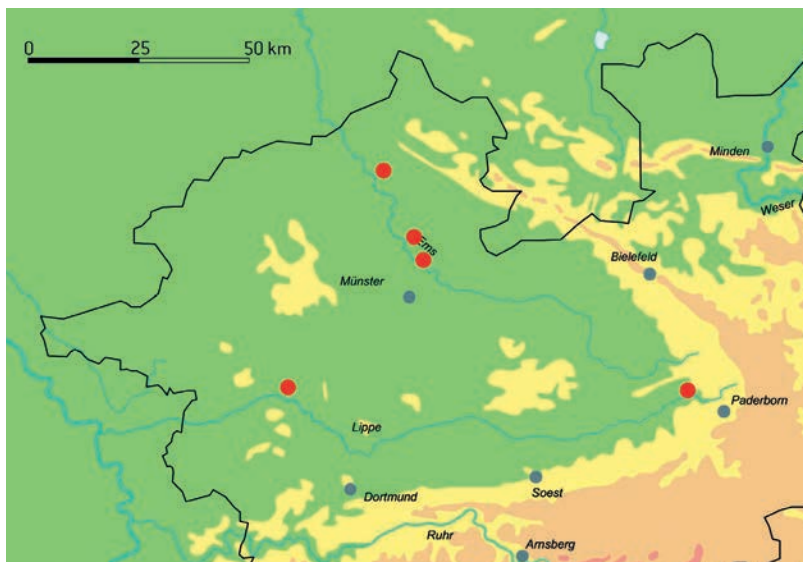 0 25 50 km
Minden
Weser
Ems
Bielefeld
Münster
Paderborn
Lippe
Dortmund
Soest
Ruhr
Arnsberg